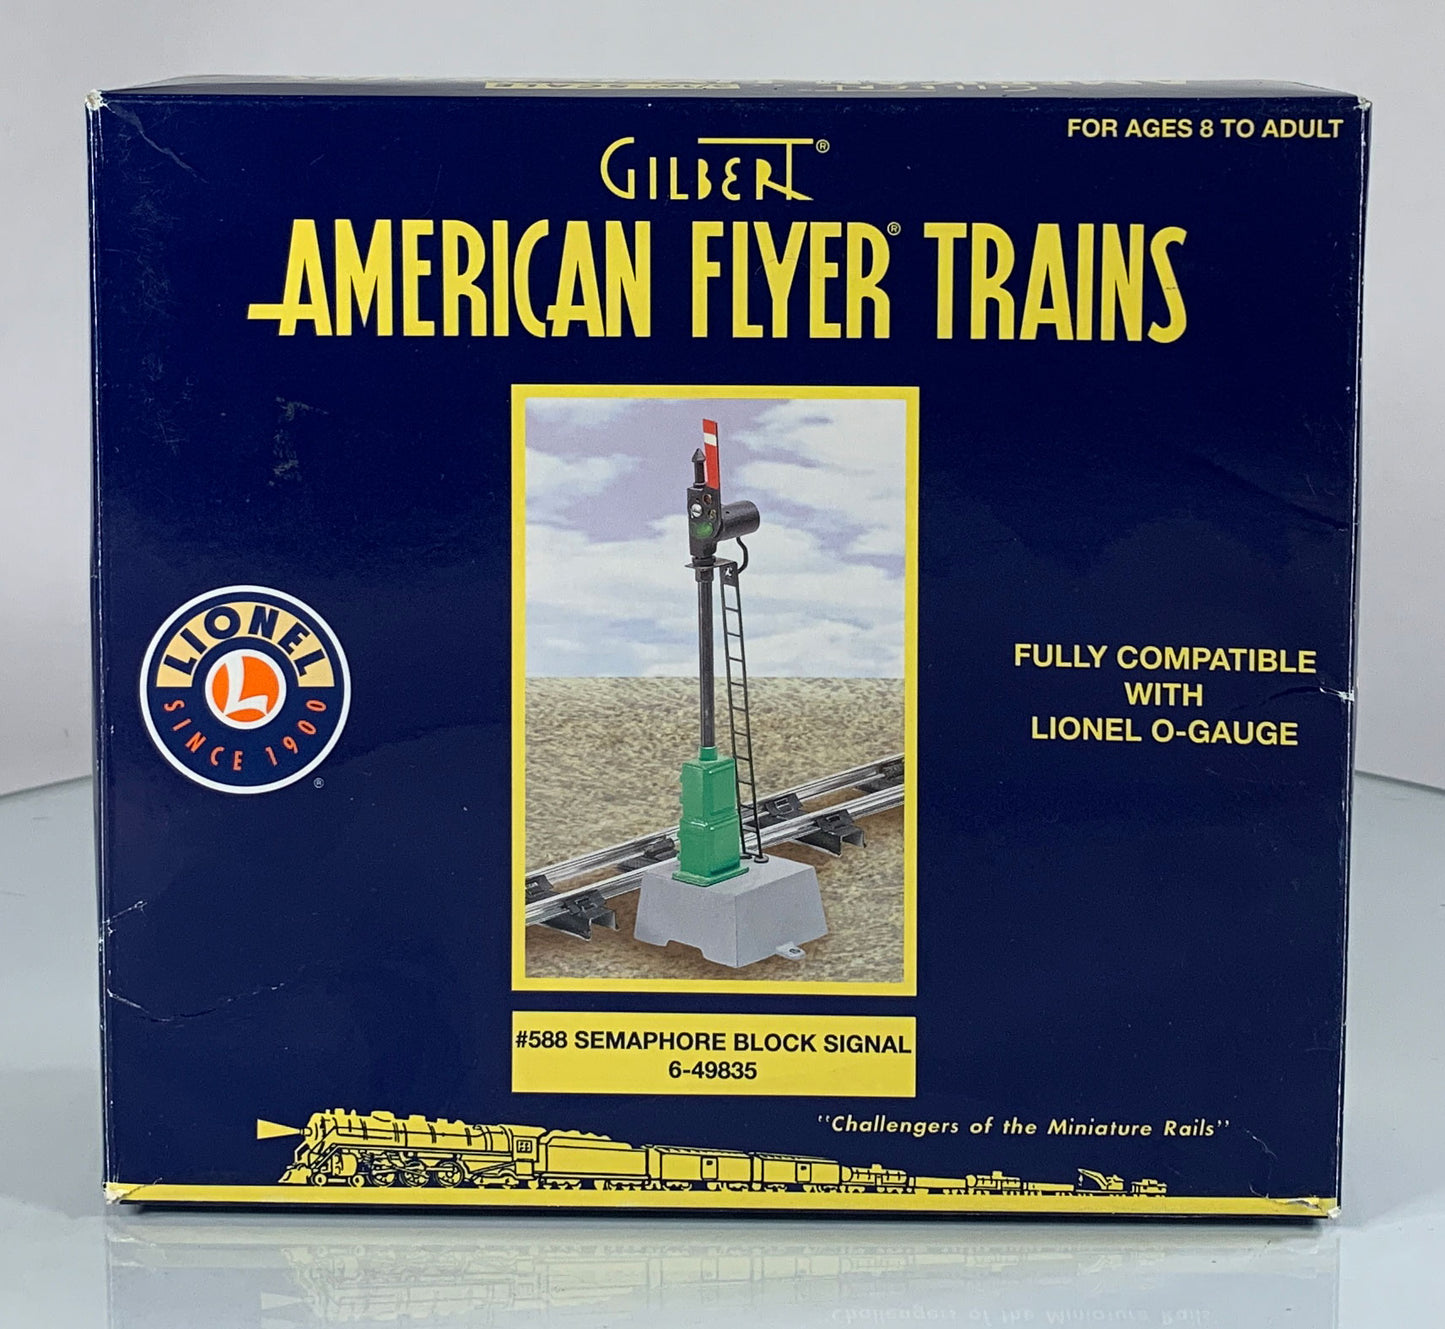 FOR AGES 8 TO ADULT
GILBERT®
AMERICAN FLYER® TRAINS
LIONEL
L
SINCE 1900
®
FULLY COMPATIBLE
WITH
LIONEL O-GAUGE
#588 SEMAPHORE BLOCK SIGNAL
6-49835
"Challengers of the Miniature Rails"